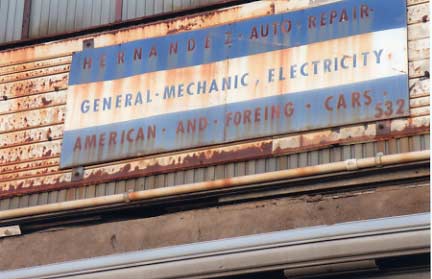 HERNANDEZ·AUTO·REPAIR·
GENERAL·MECHANIC, ELECTRICITY.
AMERICAN·AND·FOREING·CARS.
532